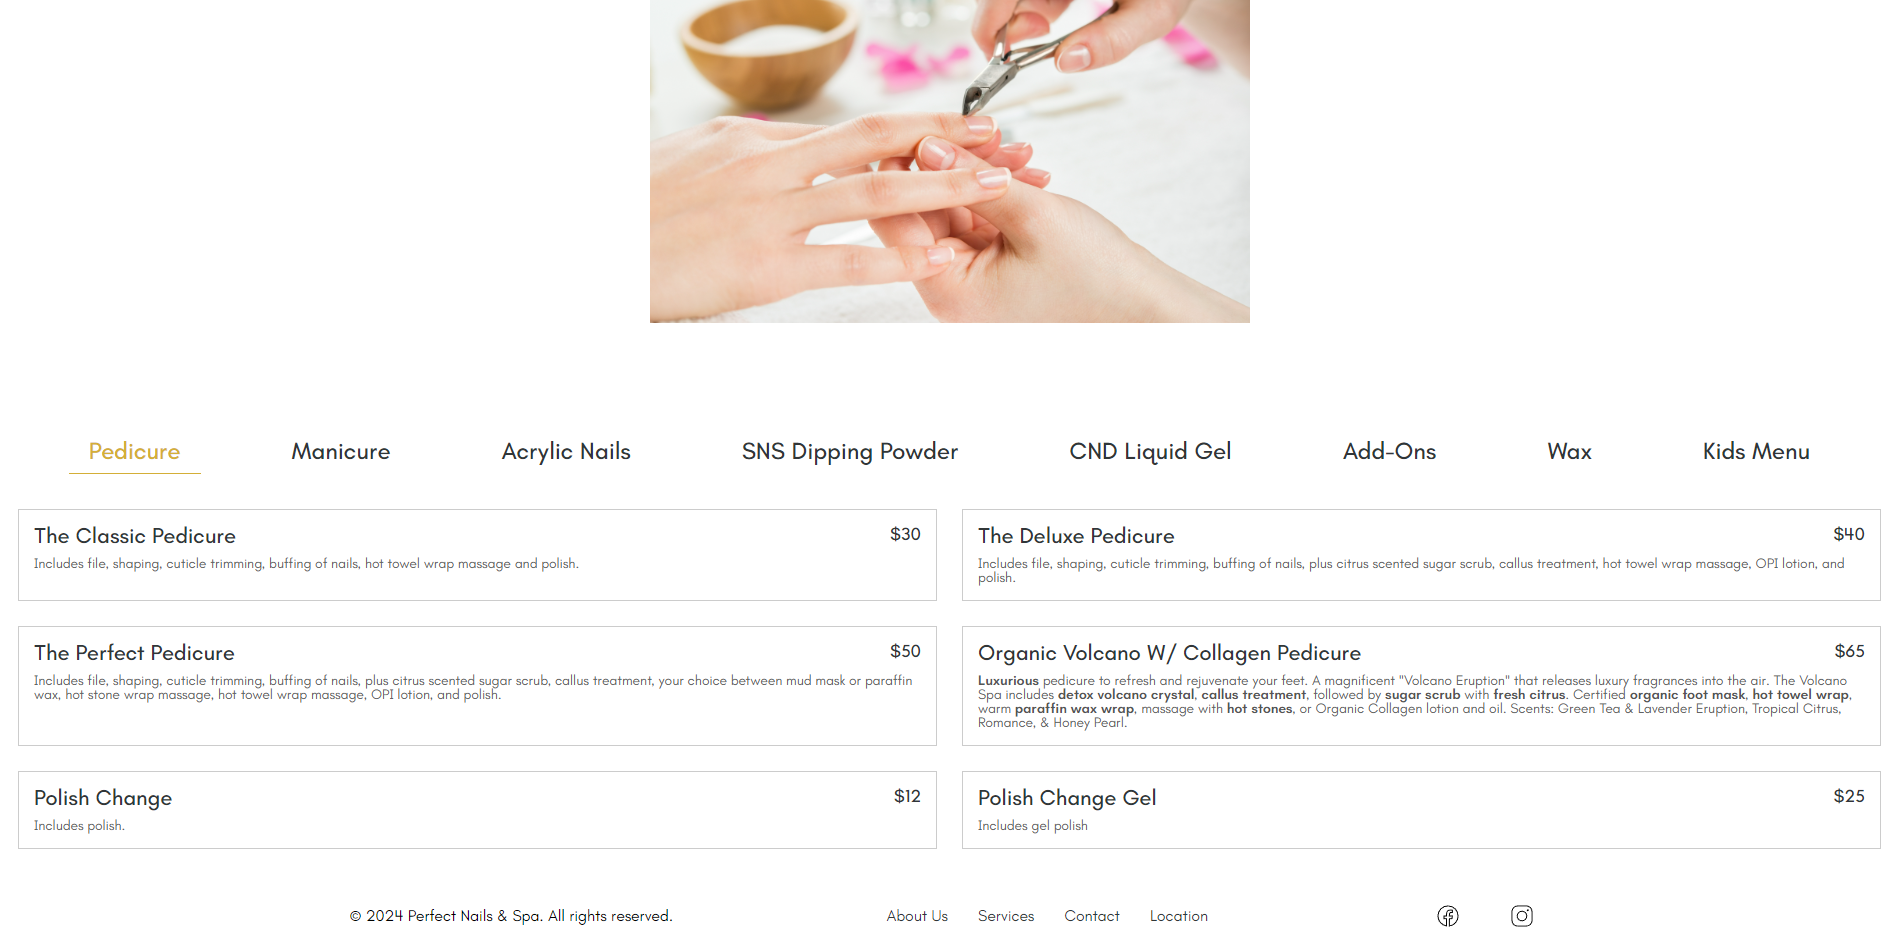 Pedicure Manicure Acrylic Nails SNS Dipping Powder CND Liquid Gel Add-Ons Wax Kids Menu
The Classic Pedicure $30
Includes file, shaping, cuticle trimming, buffing of nails, hot towel wrap massage and polish.
The Deluxe Pedicure $40
Includes file, shaping, cuticle trimming, buffing of nails, plus citrus scented sugar scrub, callus treatment, hot towel wrap massage, OPI lotion, and
polish.
The Perfect Pedicure $50
Includes file, shaping, cuticle trimming, buffing of nails, plus citrus scented sugar scrub, callus treatment, your choice between mud mask or paraffin
wax, hot stone wrap massage, hot towel wrap massage, OPI lotion, and polish.
Organic Volcano W/ Collagen Pedicure $65
Luxurious pedicure to refresh and rejuvenate your feet. A magnificent "Volcano Eruption" that releases luxury fragrances into the air. The Volcano
Spa includes detox volcano crystal, callus treatment, followed by sugar scrub with fresh citrus. Certified organic foot mask, hot towel wrap,
warm paraffin wax wrap, massage with hot stones, or Organic Collagen lotion and oil. Scents: Green Tea & Lavender Eruption, Tropical Citrus,
Romance, & Honey Pearl.
Polish Change $12
Includes polish.
Polish Change Gel $25
Includes gel polish
© 2024 Perfect Nails & Spa. All rights reserved. About Us Services Contact Location